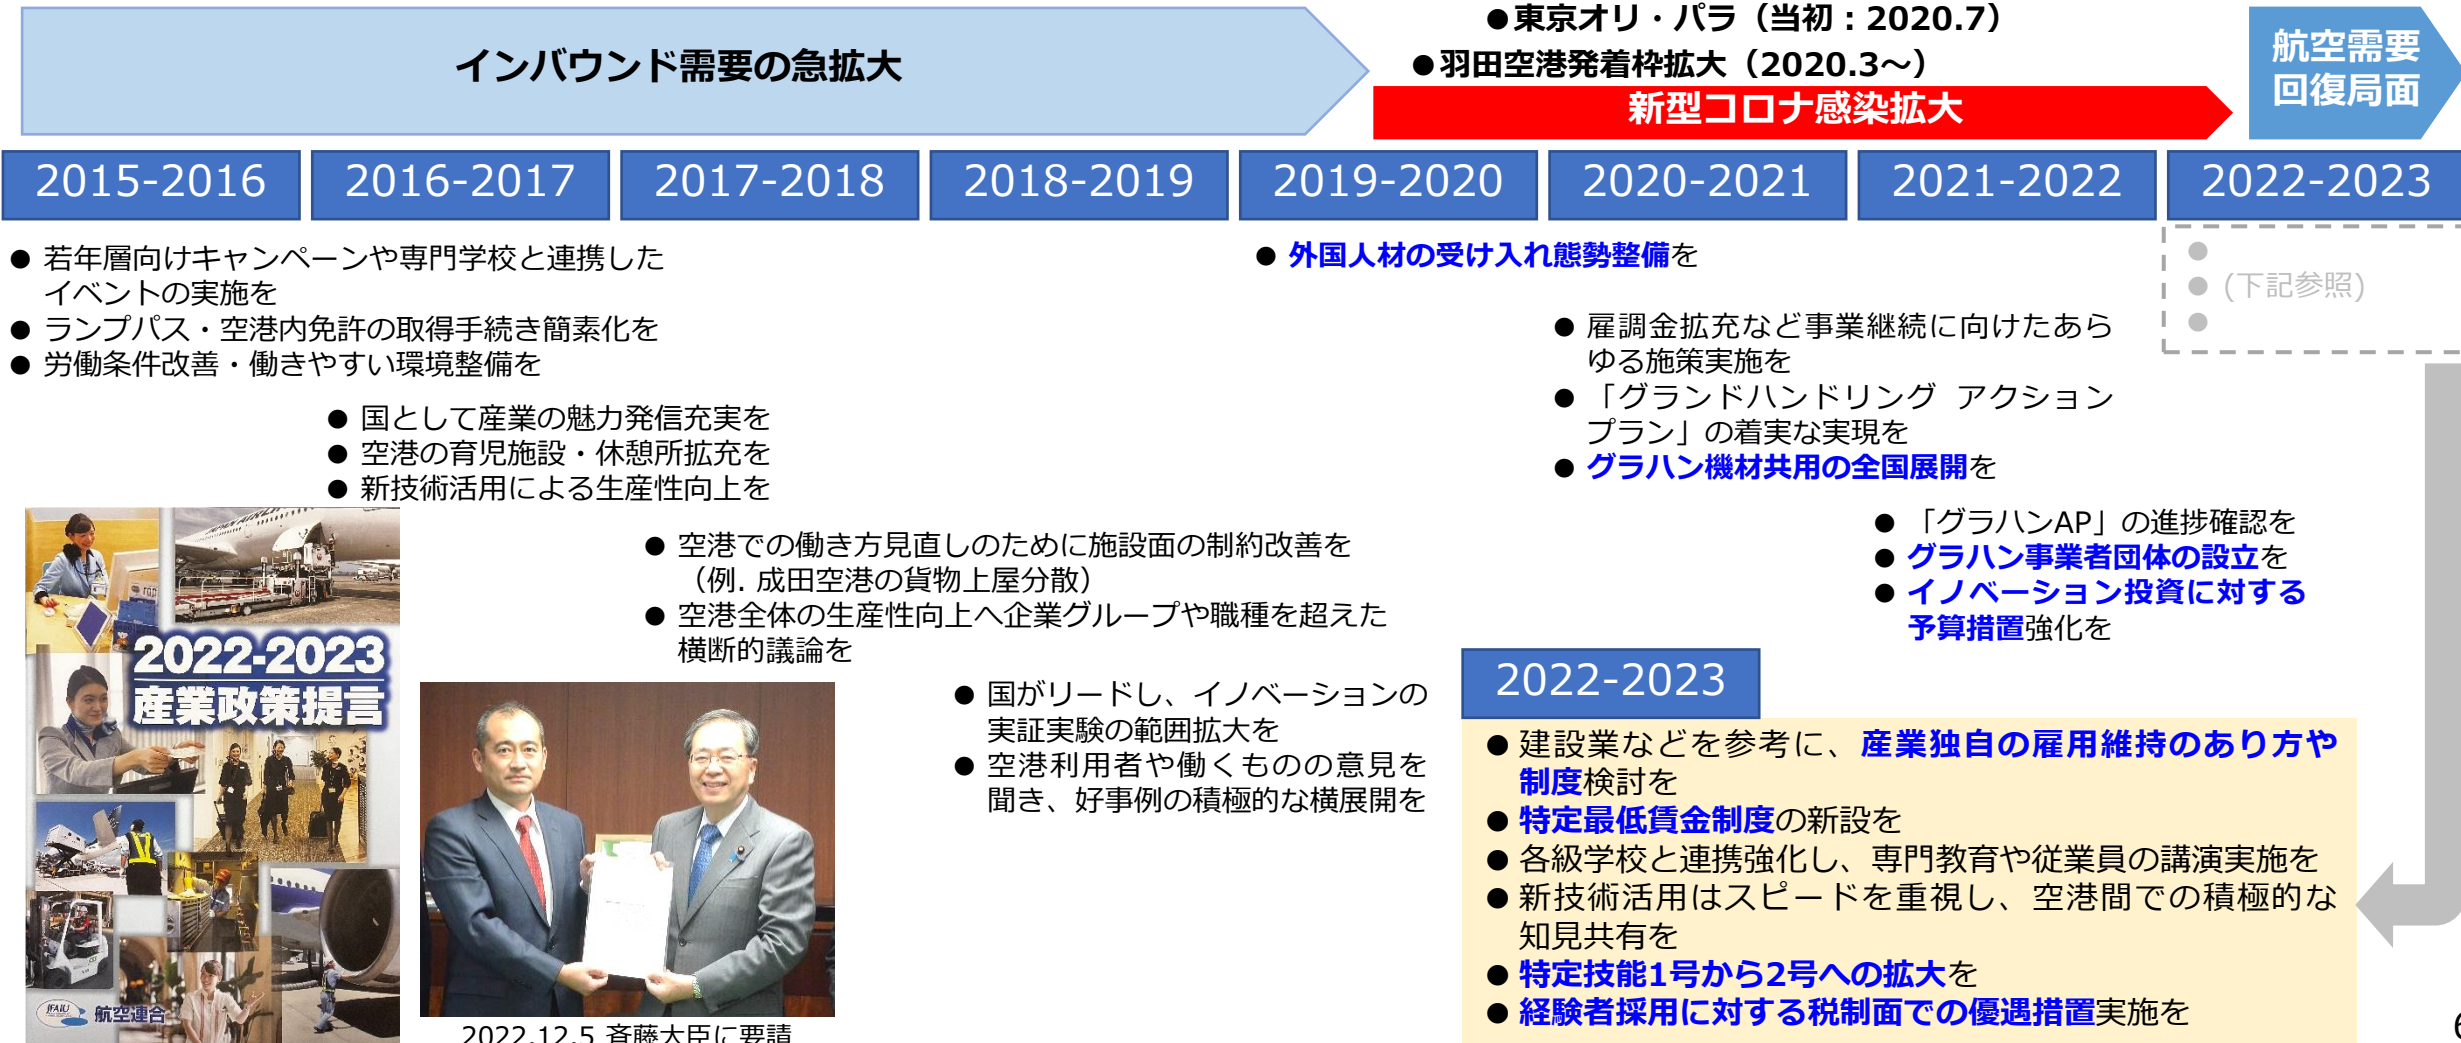 インバウンド需要の急拡大
●東京オリ・パラ（当初：2020.7）
●羽田空港発着枠拡大（2020.3～）
新型コロナ感染拡大
航空需要
回復局面
2015-2016
2016-2017
2017-2018
2018-2019
2019-2020
2020-2021
2021-2022
2022-2023
● 若年層向けキャンペーンや専門学校と連携した
イベントの実施を
● ランプパス・空港内免許の取得手続き簡素化を
● 労働条件改善・働きやすい環境整備を
● 国として産業の魅力発信充実を
● 空港の育児施設・休憩所拡充を
● 新技術活用による生産性向上を
● 空港での働き方見直しのために施設面の制約改善を
（例. 成田空港の貨物上屋分散）
● 空港全体の生産性向上へ企業グループや職種を超えた
横断的議論を
● 国がリードし、イノベーションの
実証実験の範囲拡大を
● 空港利用者や働くものの意見を
聞き、好事例の積極的な横展開を
● 外国人材の受け入れ態勢整備を
● 雇調金拡充など事業継続に向けたあら
ゆる施策実施を
● 「グランドハンドリング アクション
プラン」の着実な実現を
● グラハン機材共用の全国展開を
● 「グラハンAP」の進捗確認を
● グラハン事業者団体の設立を
● イノベーション投資に対する
予算措置強化を
●
● (下記参照)
●
2022-2023
● 建設業などを参考に、産業独自の雇用維持のあり方や
制度検討を
● 特定最低賃金制度の新設を
● 各級学校と連携強化し、専門教育や従業員の講演実施を
● 新技術活用はスピードを重視し、空港間での積極的な
知見共有を
● 特定技能1号から2号への拡大を
● 経験者採用に対する税制面での優遇措置実施を
2022-2023
産業政策提言
JFAIU
航空連合
2022.12.5 斉藤大臣に要請
6